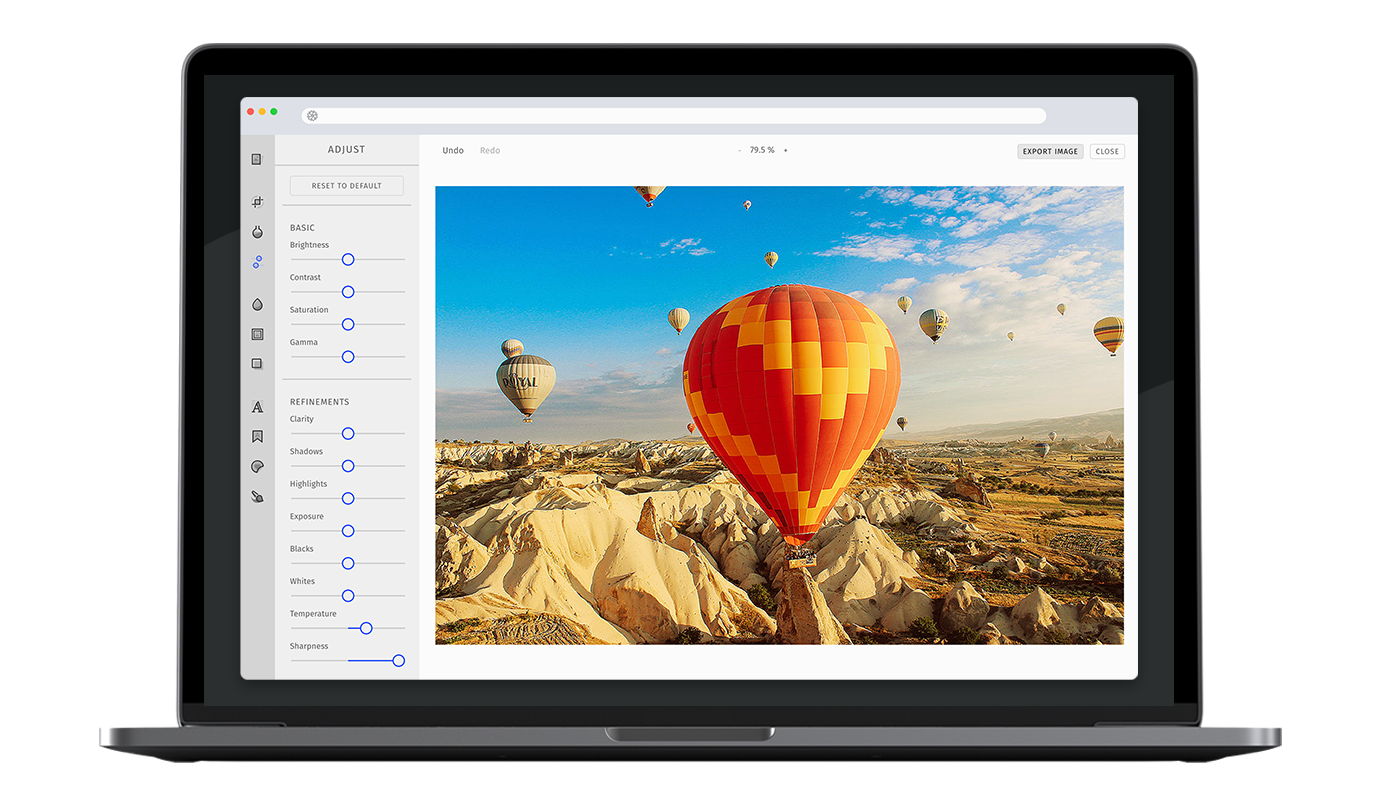 ADJUST
RESET TO DEFAULT
BASIC
Brightness
Contrast
Saturation
Gamma
REFINEMENTS
Clarity
Shadows
Highlights
Exposure
Blacks
Whites
Temperature
Sharpness
Undo Redo
- 79.5 % +
EXPORT IMAGE CLOSE
ROYAL